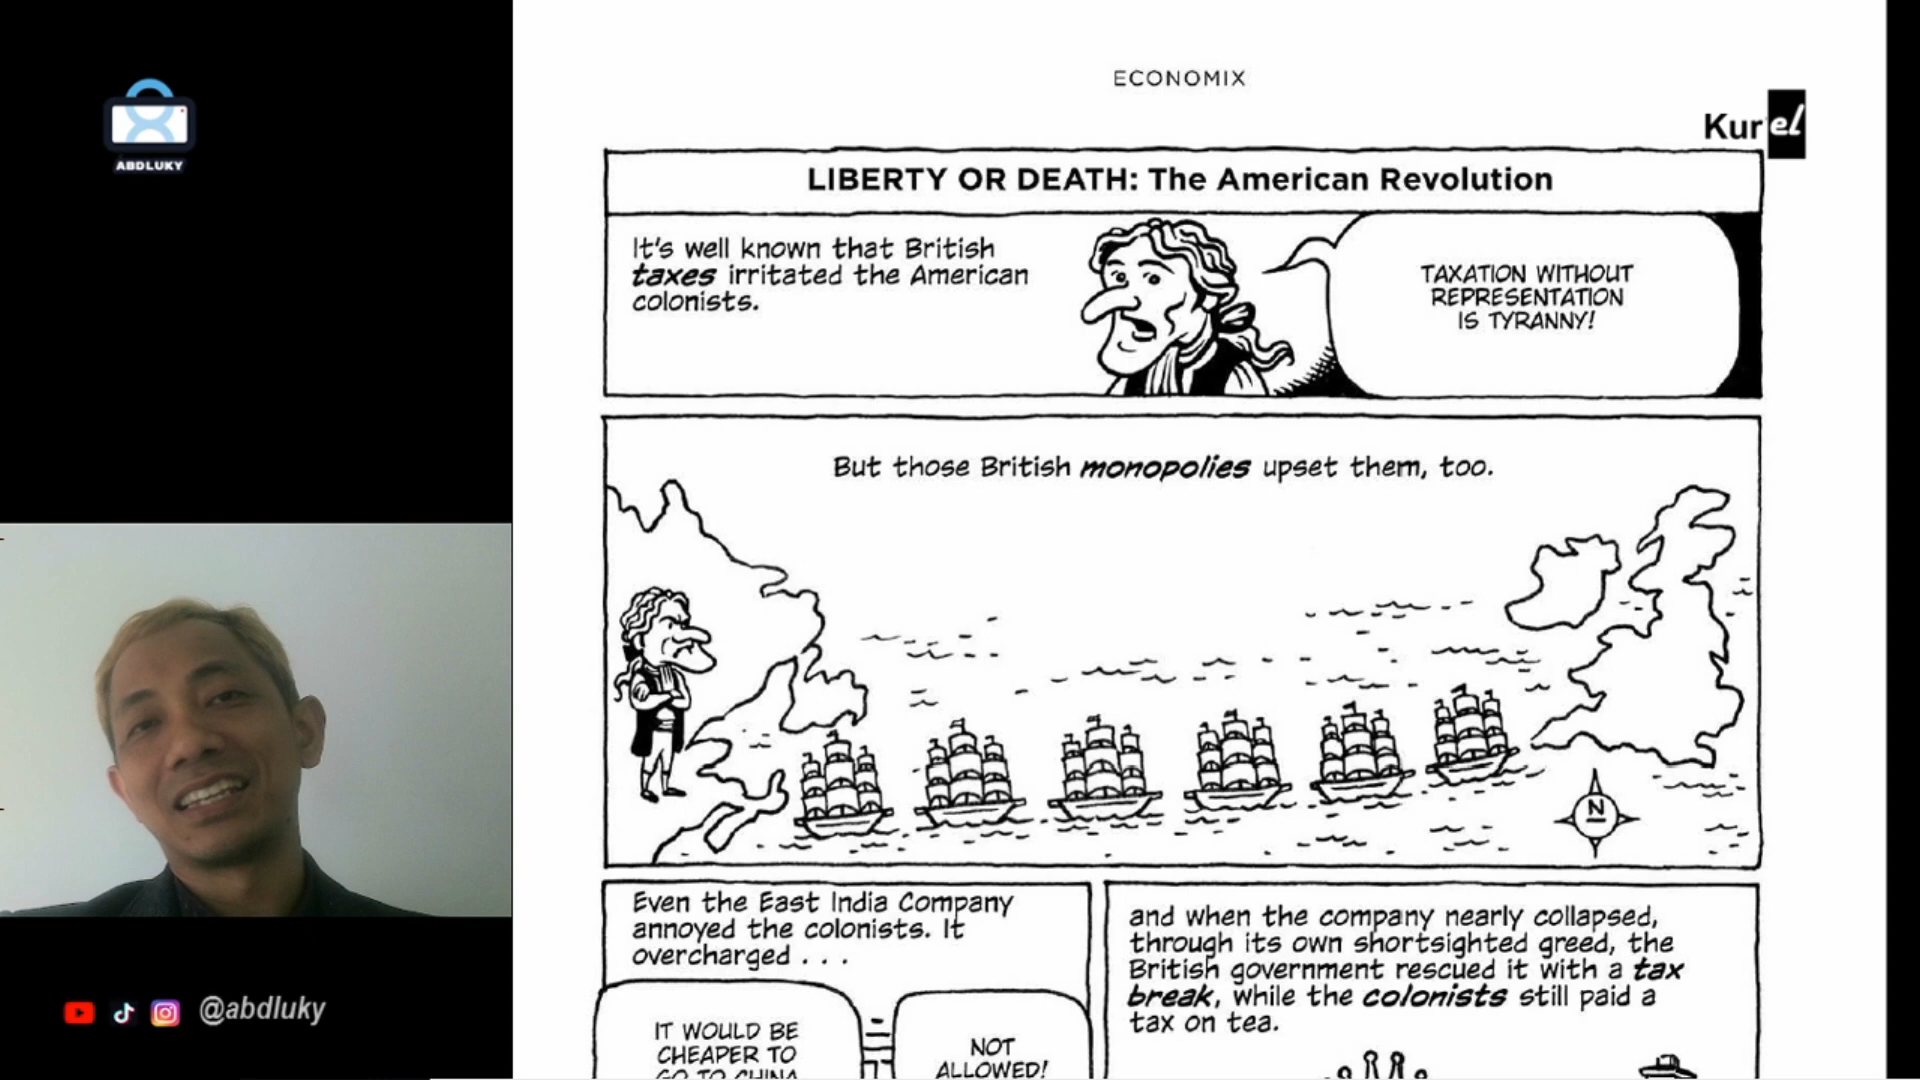 ABDLUKY
ECONOMIX
Kurel
LIBERTY OR DEATH: The American Revolution
It's well known that British
taxes irritated the American
colonists.
TAXATION WITHOUT
REPRESENTATION
IS TYRANNY!
But those British monopolies upset them, too.
N
Even the East India Company
annoyed the colonists. It
overcharged . . .
IT WOULD BE
CHEAPER TO
GO TO CHINA
NOT
ALLOWED!
and when the company nearly collapsed,
through its own shortsighted greed, the
British government rescued it with a tax
break, while the colonists still paid a
tax on tea.
@abdluky